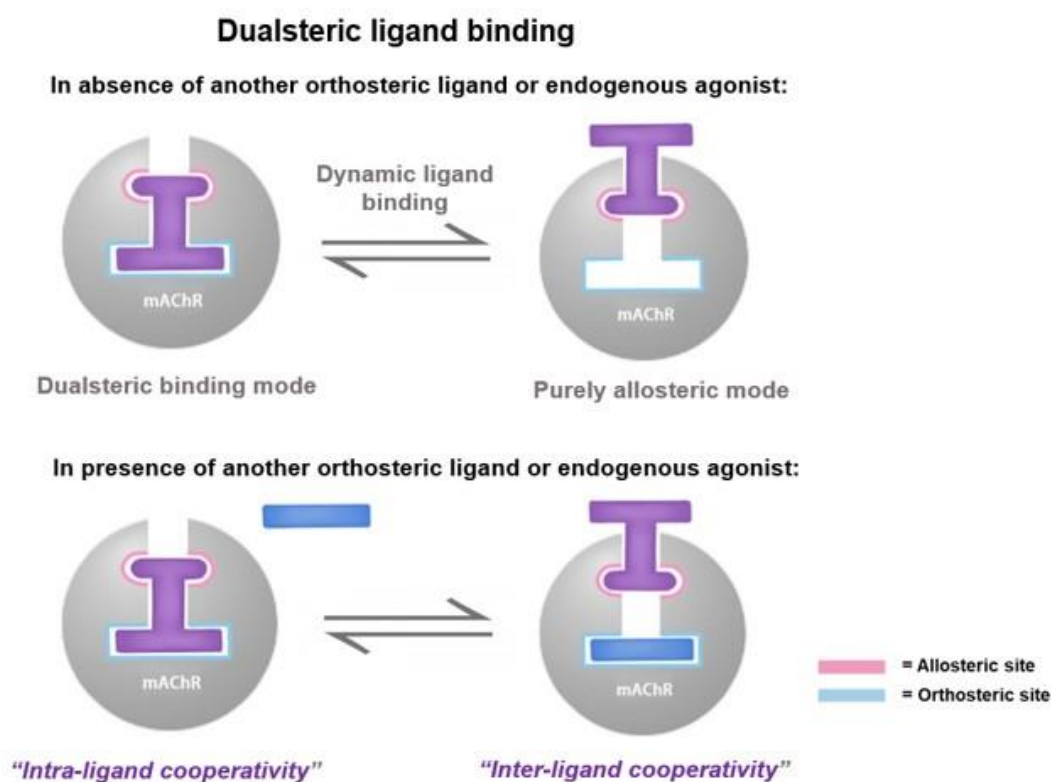 Dualsteric ligand binding
In absence of another orthosteric ligand or endogenous agonist:
Dynamic ligand
binding
mAChR
mAChR
Dualsteric binding mode
Purely allosteric mode
In presence of another orthosteric ligand or endogenous agonist:
mAChR
mAChR
= Allosteric site
= Orthosteric site
“Intra-ligand cooperativity”
“Inter-ligand cooperativity”